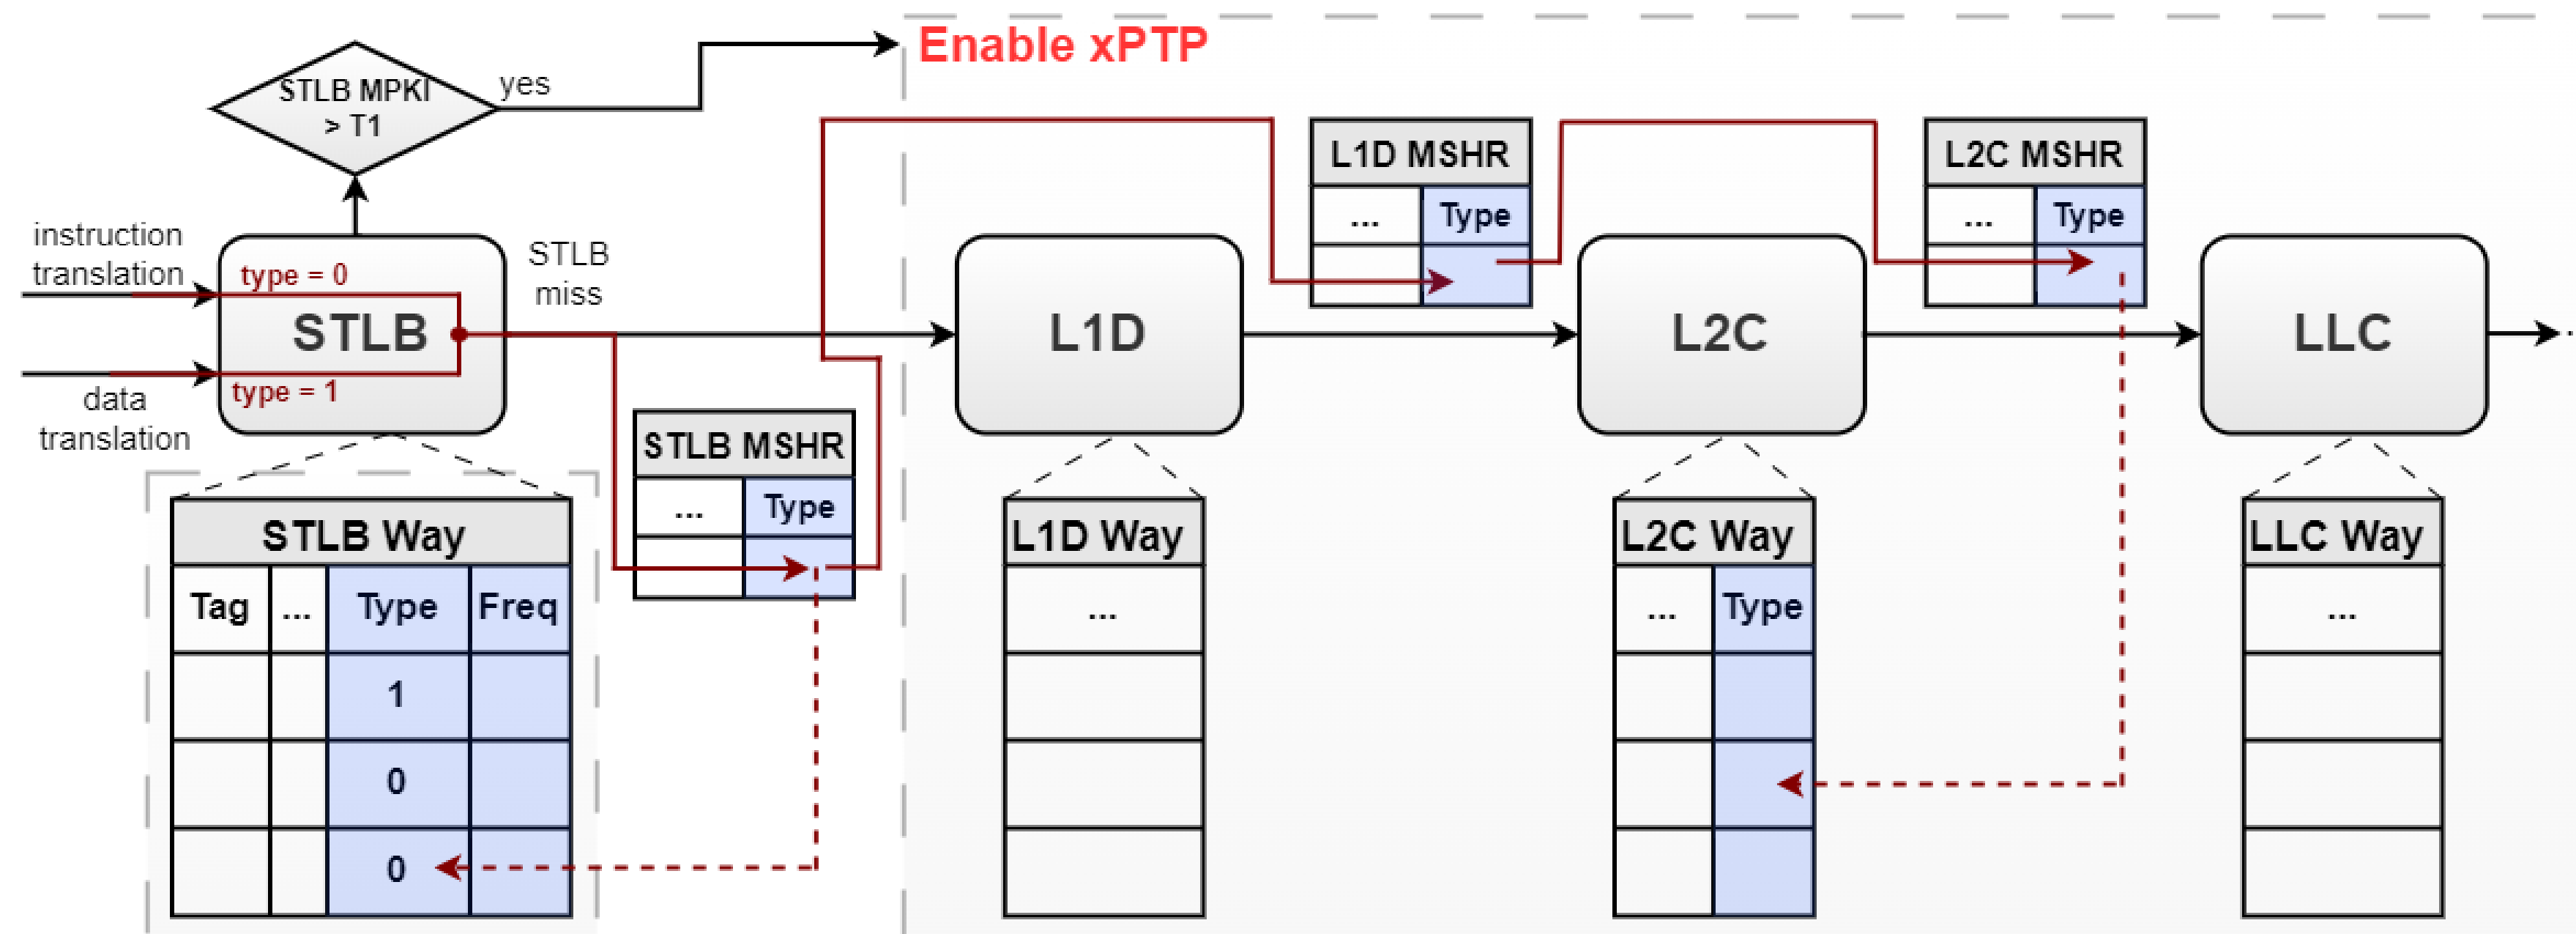 Enable xPTP
STLB MPKI
> T1
yes
instruction
translation
type = 0
STLB
type = 1
data
translation
STLB
miss
L1D
L2C
LLC
L1D MSHR
... Type
L2C MSHR
... Type
STLB MSHR
... Type
STLB Way
Tag ... Type Freq
1
0
0
L1D Way
...
L2C Way
... Type
LLC Way
...